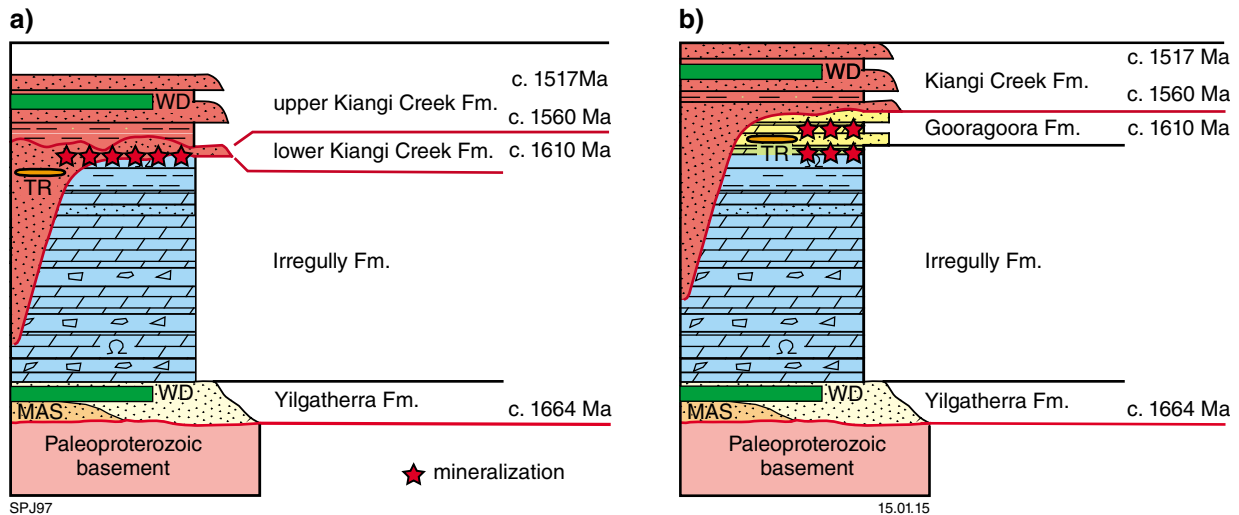 a)
WD
c. 1517Ma
upper Kiangi Creek Fm.
c. 1560 Ma
lower Kiangi Creek Fm.
c. 1610 Ma
Ω
TR
Irregully Fm.
Ω
WD
Yilgatherra Fm.
MAS
c. 1664 Ma
Paleoproterozoic
basement
mineralization
SPJ97
b)
c. 1517 Ma
WD
Kiangi Creek Fm.
c. 1560 Ma
Gooragoora Fm.
c. 1610 Ma
TR
Ω
Irregully Fm.
Ω
WD
Yilgatherra Fm.
MAS
c. 1664 Ma
Paleoproterozoic
basement
15.01.15